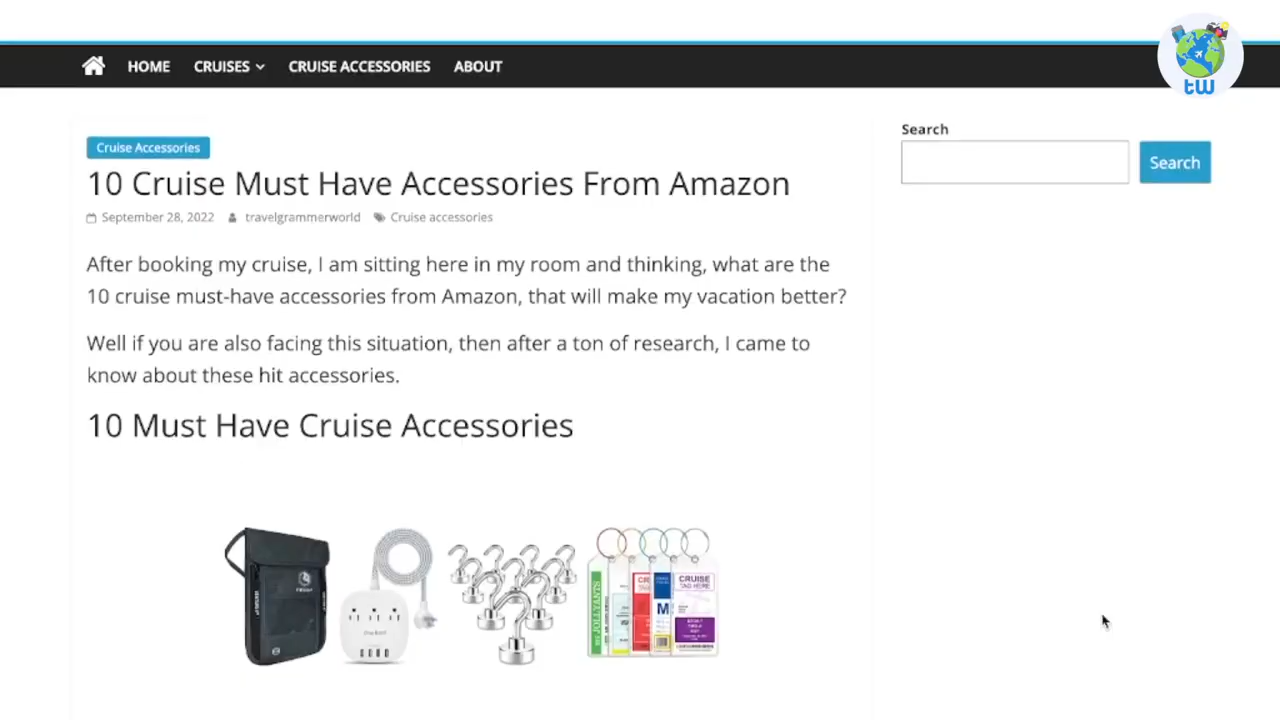 tw
HOME CRUISES CRUISE ACCESSORIES ABOUT
Cruise Accessories
10 Cruise Must Have Accessories From Amazon
September 28, 2022 travelgrammerworld Cruise accessories
After booking my cruise, I am sitting here in my room and thinking, what are the
10 cruise must-have accessories from Amazon, that will make my vacation better?
Well if you are also facing this situation, then after a ton of research, I came to
know about these hit accessories.
10 Must Have Cruise Accessories
CRUISE
TAG HERE
Search
Search